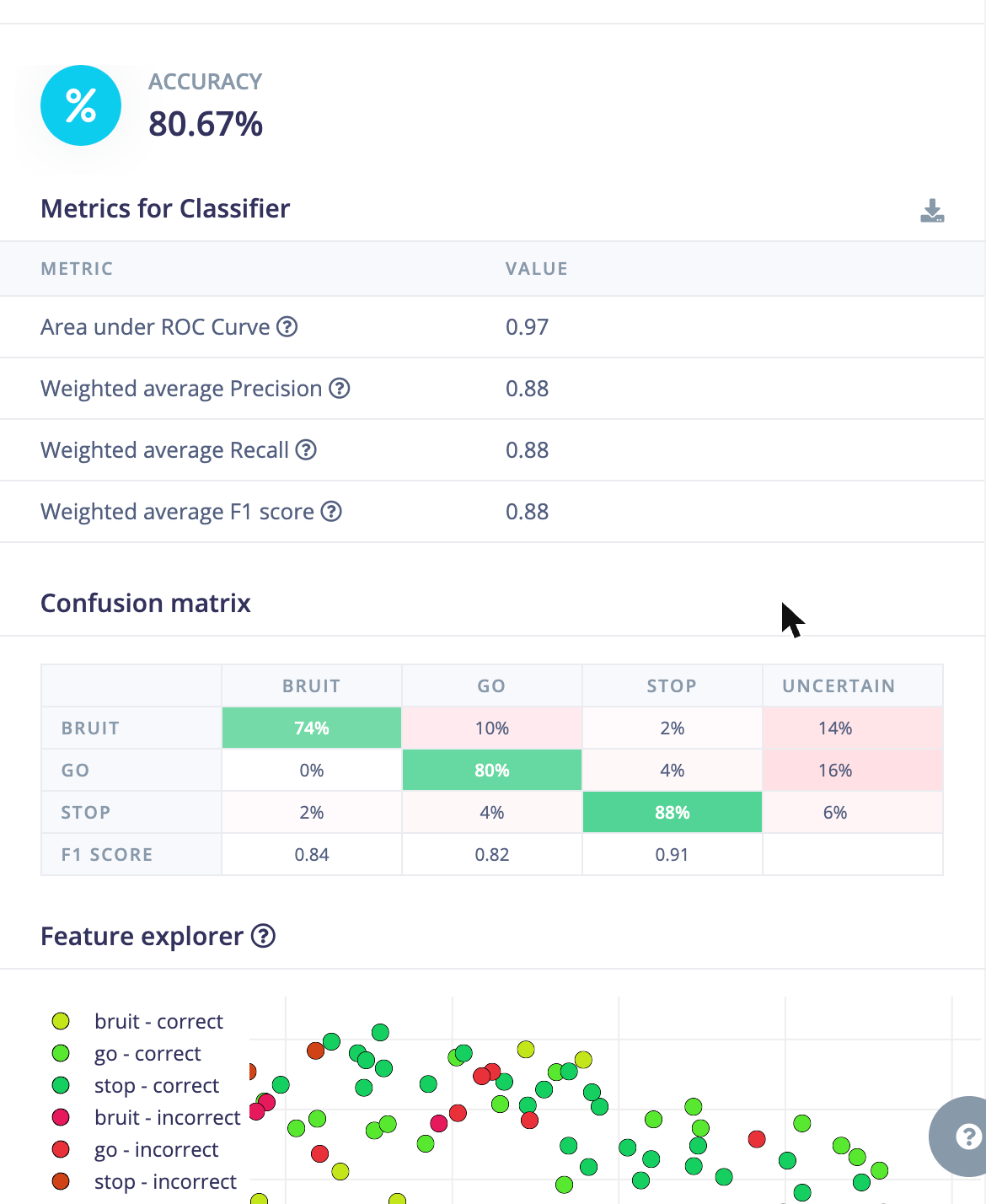 %
ACCURACY
80.67%
Metrics for Classifier
METRIC VALUE
Area under ROC Curve ? 0.97
Weighted average Precision ? 0.88
Weighted average Recall ? 0.88
Weighted average F1 score ? 0.88
Confusion matrix
BRUIT GO STOP UNCERTAIN
BRUIT 74% 10% 2% 14%
GO 0% 80% 4% 16%
STOP 2% 4% 88% 6%
F1 SCORE 0.84 0.82 0.91
Feature explorer ?
bruit - correct
go - correct
stop - correct
bruit - incorrect
go - incorrect
stop - incorrect
?